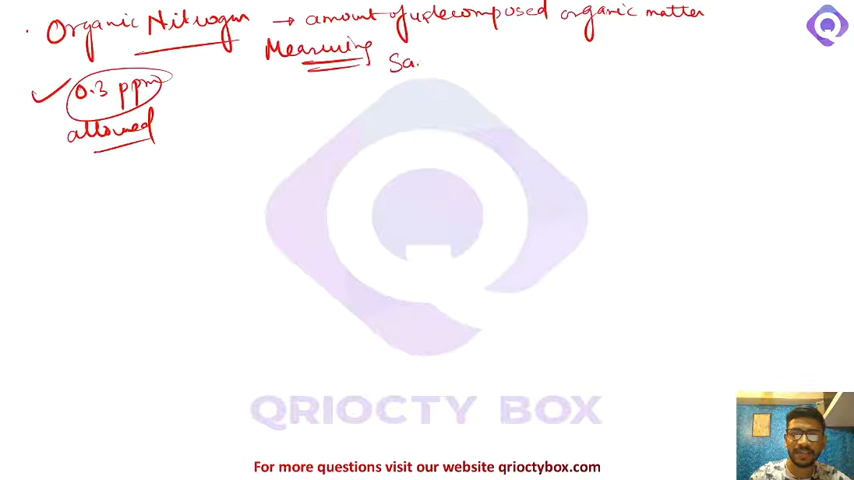 . Organic Nitrogen → amount of undecomposed organic matter
Measuring
Sa.
✓ 0.3 ppm
allowed
QRIOCTY BOX
For more questions visit our website qrioctybox.com